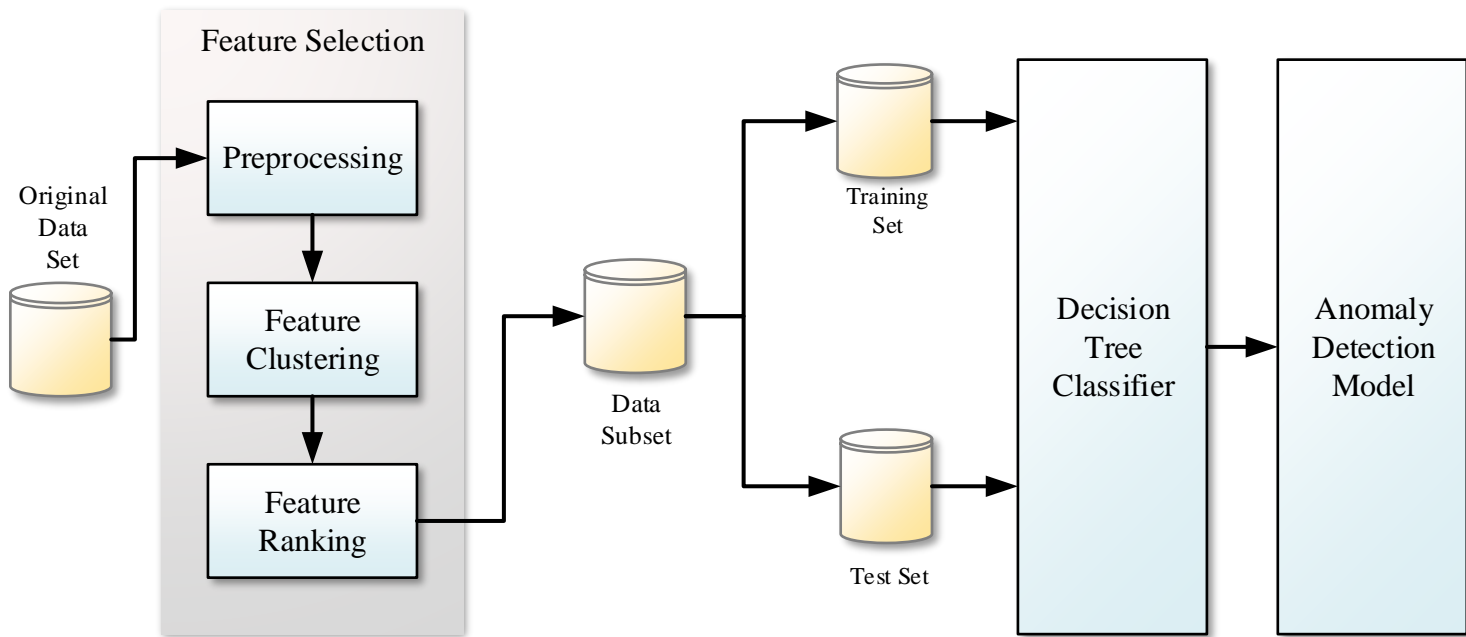 Feature Selection
Preprocessing
Original
Data
Set
Feature
Clustering
Feature
Ranking
Data
Subset
Training
Set
Test Set
Decision
Tree
Classifier
Anomaly
Detection
Model